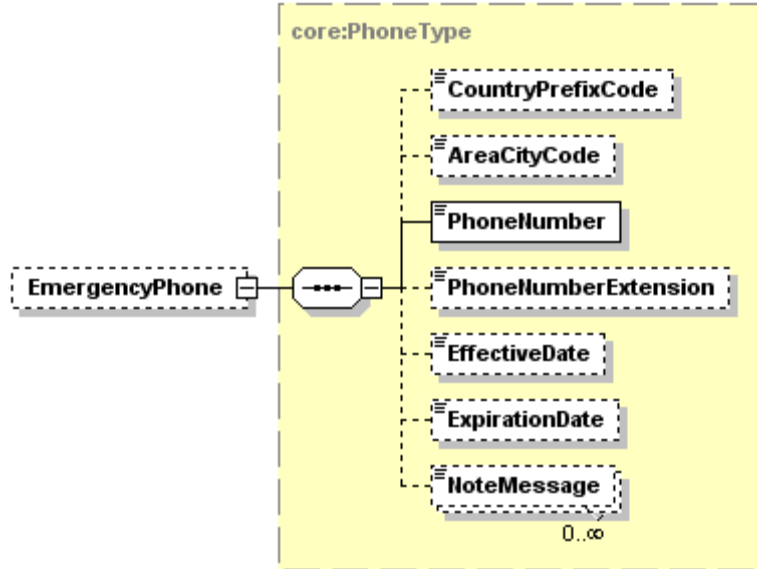 core:PhoneType
CountryPrefixCode
AreaCityCode
PhoneNumber
EmergencyPhone
PhoneNumberExtension
EffectiveDate
ExpirationDate
NoteMessage
0..∞